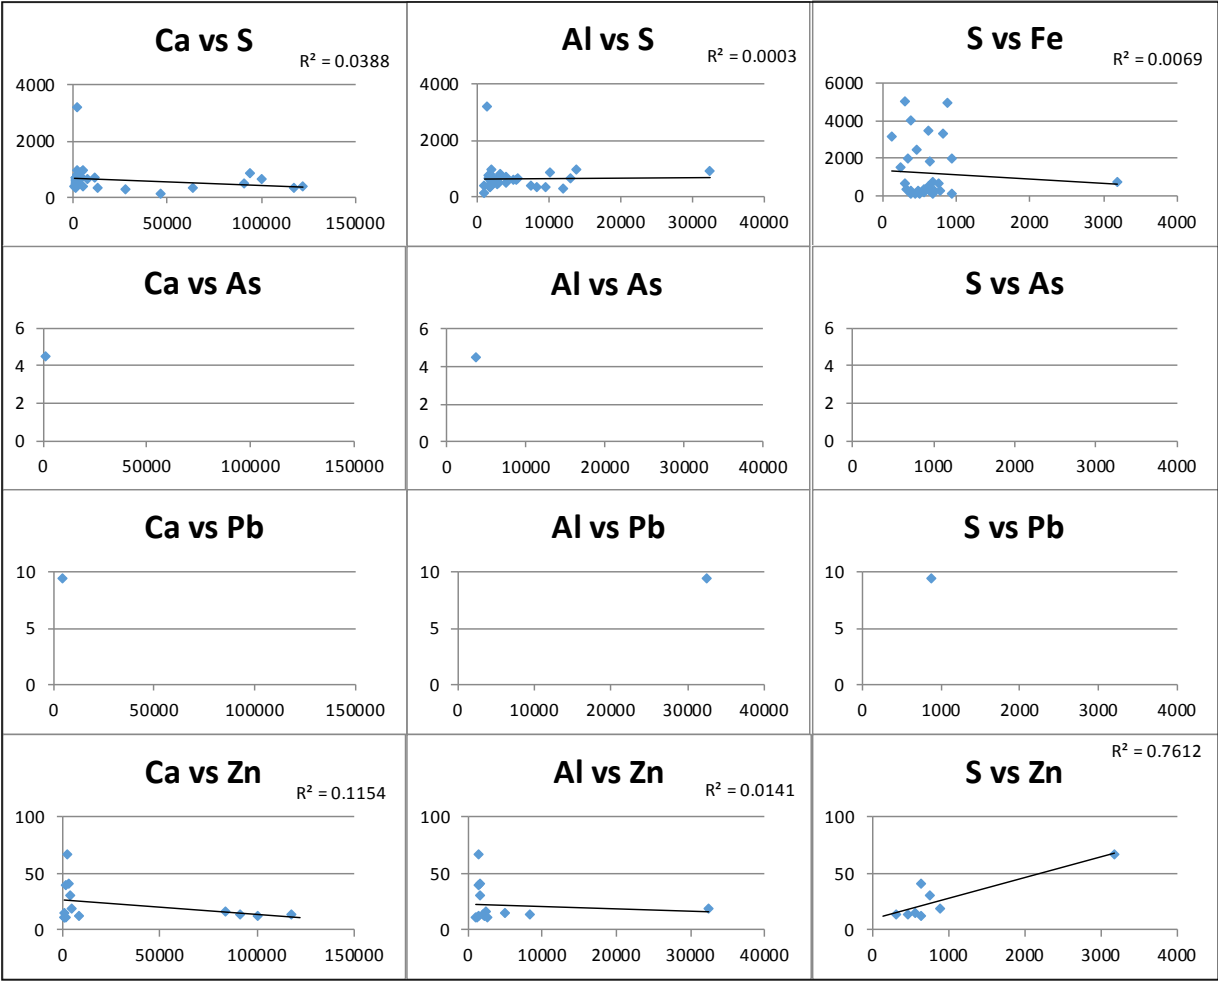 Ca vs S
R² = 0.0388
4000
2000
0
0 50000 100000 150000
Al vs S
R² = 0.0003
4000
2000
0
0 10000 20000 30000 40000
S vs Fe
R² = 0.0069
6000
4000
2000
0
0 1000 2000 3000 4000
Ca vs As
6
4
2
0
0 50000 100000 150000
Al vs As
6
4
2
0
0 10000 20000 30000 40000
S vs As
6
4
2
0
0 1000 2000 3000 4000
Ca vs Pb
10
5
0
0 50000 100000 150000
Al vs Pb
10
5
0
0 10000 20000 30000 40000
S vs Pb
10
5
0
0 1000 2000 3000 4000
Ca vs Zn
R² = 0.1154
100
50
0
0 50000 100000 150000
Al vs Zn
R² = 0.0141
100
50
0
0 10000 20000 30000 40000
R² = 0.7612
S vs Zn
100
50
0
0 1000 2000 3000 4000